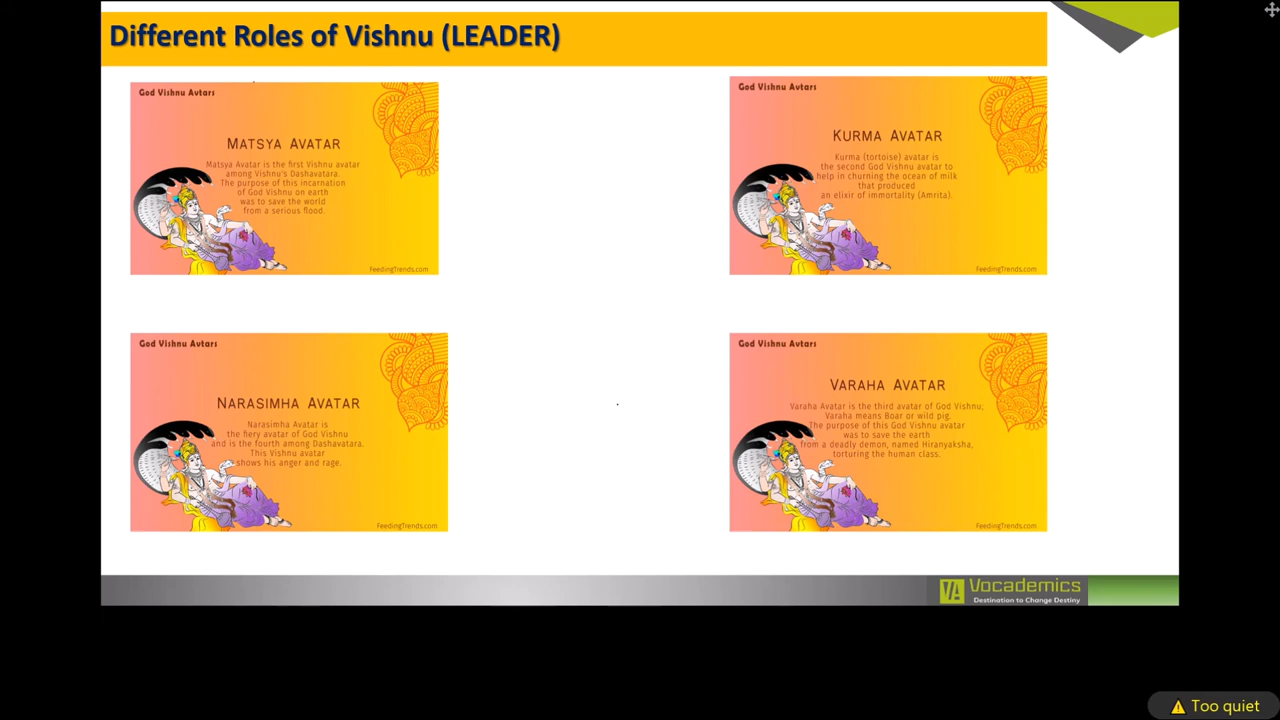 Different Roles of Vishnu (LEADER)
God Vishnu Avtars
MATSYA AVATAR
Matsya Avatar is the first Vishnu avatar
among Vishnu's Dashavatara.
The purpose of this incarnation
of God Vishnu on earth
was to save the world
from a serious flood.
FeedingTrends.com
God Vishnu Avtars
KURMA AVATAR
Kurma (tortoise) avatar is
the second God Vishnu avatar to
help in churning the ocean of milk
that produced
an elixir of immortality (Amrita).
FeedingTrends.com
God Vishnu Avtars
NARASIMHA AVATAR
Narasimha Avatar is
the fiery avatar of God Vishnu
and is the fourth among Dashavatara.
This Vishnu avatar
shows his anger and rage.
FeedingTrends.com
God Vishnu Avtars
VARAHA AVATAR
Varaha Avatar is the third avatar of God Vishnu;
Varaha means Boar or wild pig.
The purpose of this God Vishnu avatar
was to save the earth
from a deadly demon, named Hiranyaksha,
torturing the human class.
FeedingTrends.com
VA Vocademics
Destination to Change Destiny
Too quiet